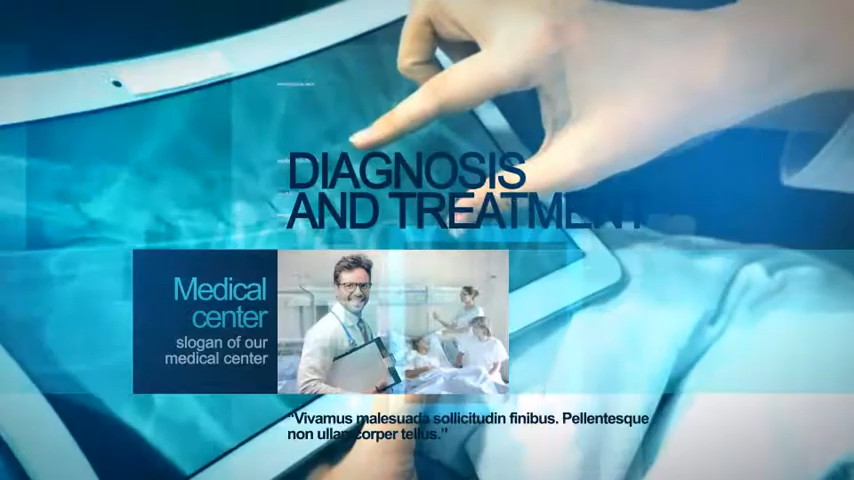 DIAGNOSIS
AND TREATMENT
Medical
center
slogan of our
medical center
“Vivamus malesuada sollicitudin finibus. Pellentesque
non ullamcorper tellus.”